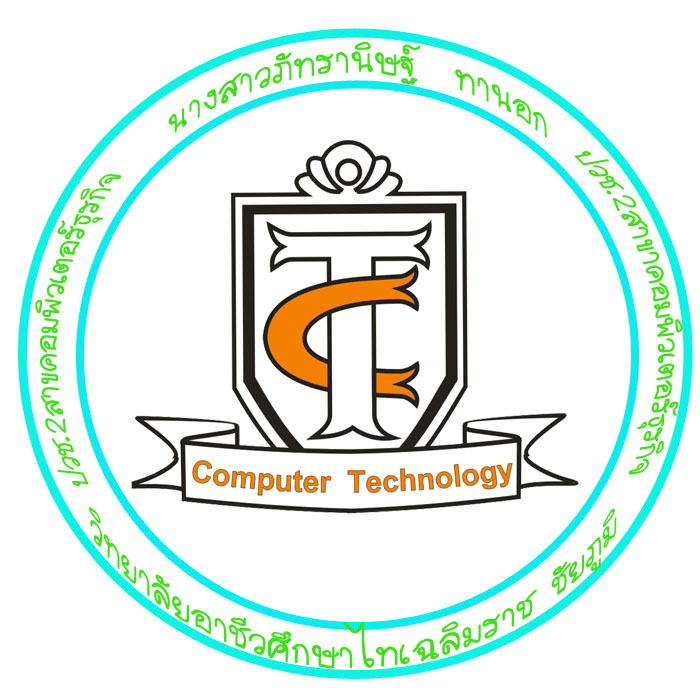 นางสาวภัทรานิษฐ์ ทานอก
ปวช.2สาขาคอมพิวเตอร์ธุรกิจ
ปวช.2สาขคอมพิวเตอร์ธุรกิจ
TC
Computer Technology
วิทยาลัยอาชีวศึกษาไทเฉลิมราช ชัยภูมิ